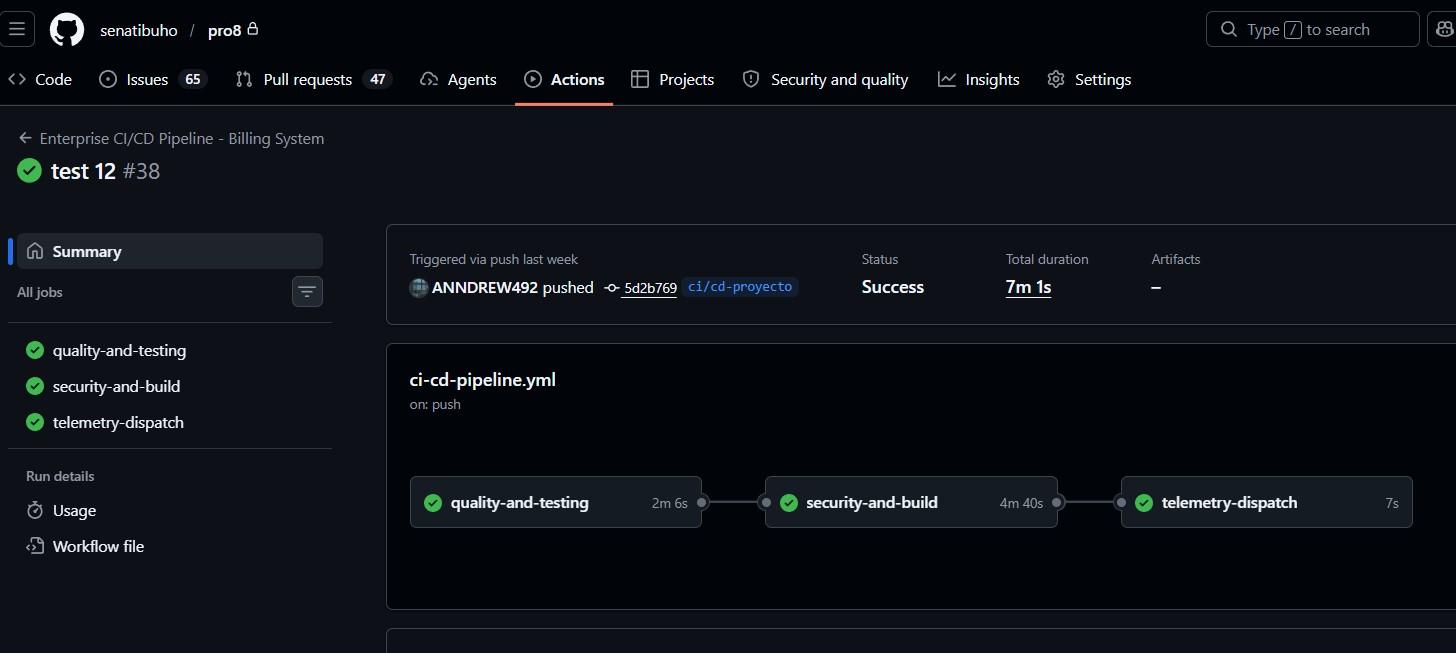 senatibuho / pro8
Type / to search
Code Issues 65 Pull requests 47 Agents Actions Projects Security and quality Insights Settings
Enterprise CI/CD Pipeline - Billing System
test 12 #38
Summary
All jobs
quality-and-testing
security-and-build
telemetry-dispatch
Run details
Usage
Workflow file
Triggered via push last week
ANNDREW492 pushed 5d2b769 ci/cd-proyecto
Status
Success
Total duration
7m 1s
Artifacts
–
ci-cd-pipeline.yml
on: push
quality-and-testing 2m 6s
security-and-build 4m 40s
telemetry-dispatch 7s